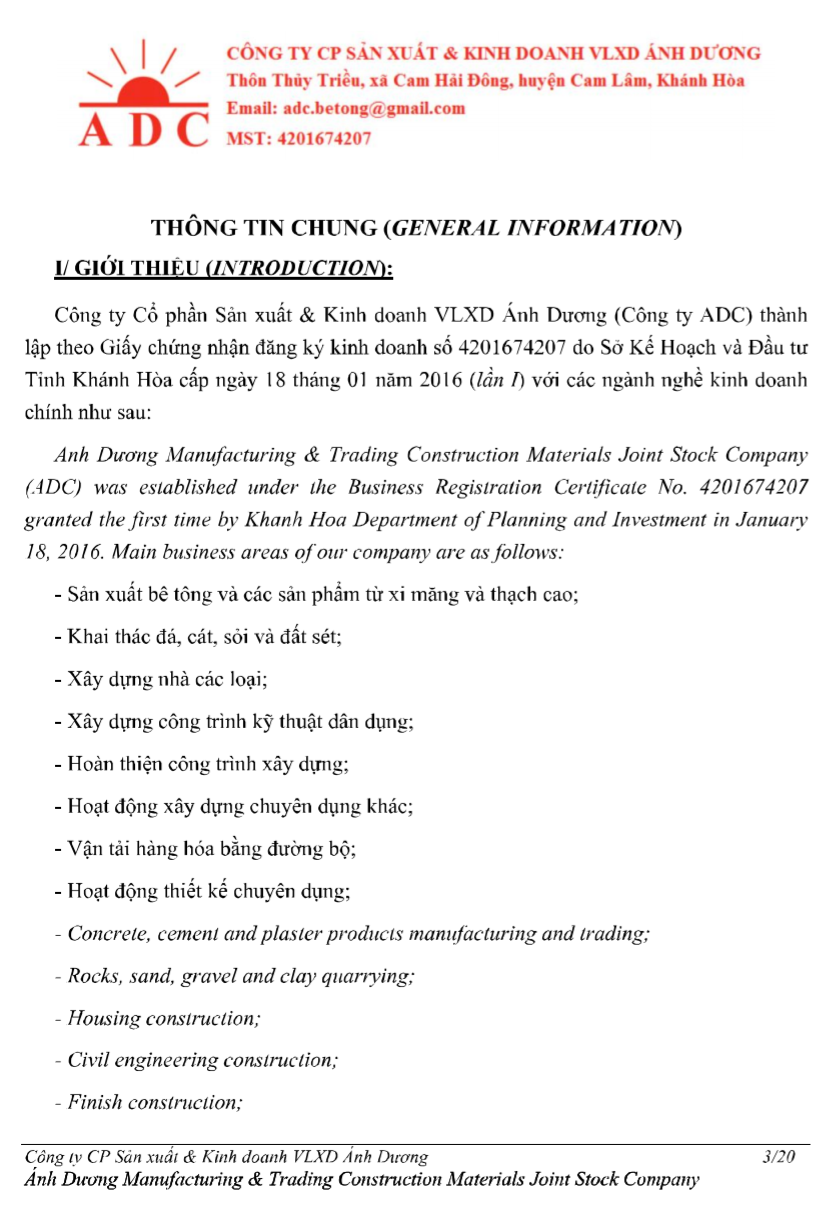 ADC
CÔNG TY CP SẢN XUẤT & KINH DOANH VLXD ÁNH DƯƠNG
Thôn Thủy Triều, xã Cam Hải Đông, huyện Cam Lâm, Khánh Hòa
Email: adc.betong@gmail.com
MST: 4201674207
THÔNG TIN CHUNG (GENERAL INFORMATION)
I/ GIỚI THIỆU (INTRODUCTION):
Công ty Cổ phần Sản xuất & Kinh doanh VLXD Ánh Dương (Công ty ADC) thành
lập theo Giấy chứng nhận đăng ký kinh doanh số 4201674207 do Sở Kế Hoạch và Đầu tư
Tỉnh Khánh Hòa cấp ngày 18 tháng 01 năm 2016 (lần I) với các ngành nghề kinh doanh
chính như sau:
Anh Dương Manufacturing & Trading Construction Materials Joint Stock Company
(ADC) was established under the Business Registration Certificate No. 4201674207
granted the first time by Khanh Hoa Department of Planning and Investment in January
18, 2016. Main business areas of our company are as follows:
- Sản xuất bê tông và các sản phẩm từ xi măng và thạch cao;
- Khai thác đá, cát, sỏi và đất sét;
- Xây dựng nhà các loại;
- Xây dựng công trình kỹ thuật dân dụng;
- Hoàn thiện công trình xây dựng;
- Hoạt động xây dựng chuyên dụng khác;
- Vận tải hàng hóa bằng đường bộ;
- Hoạt động thiết kế chuyên dụng;
- Concrete, cement and plaster products manufacturing and trading;
- Rocks, sand, gravel and clay quarrying;
- Housing construction;
- Civil engineering construction;
- Finish construction;
Công ty CP Sản xuất & Kinh doanh VLXD Ánh Dương 3/20
Ánh Dương Manufacturing & Trading Construction Materials Joint Stock Company